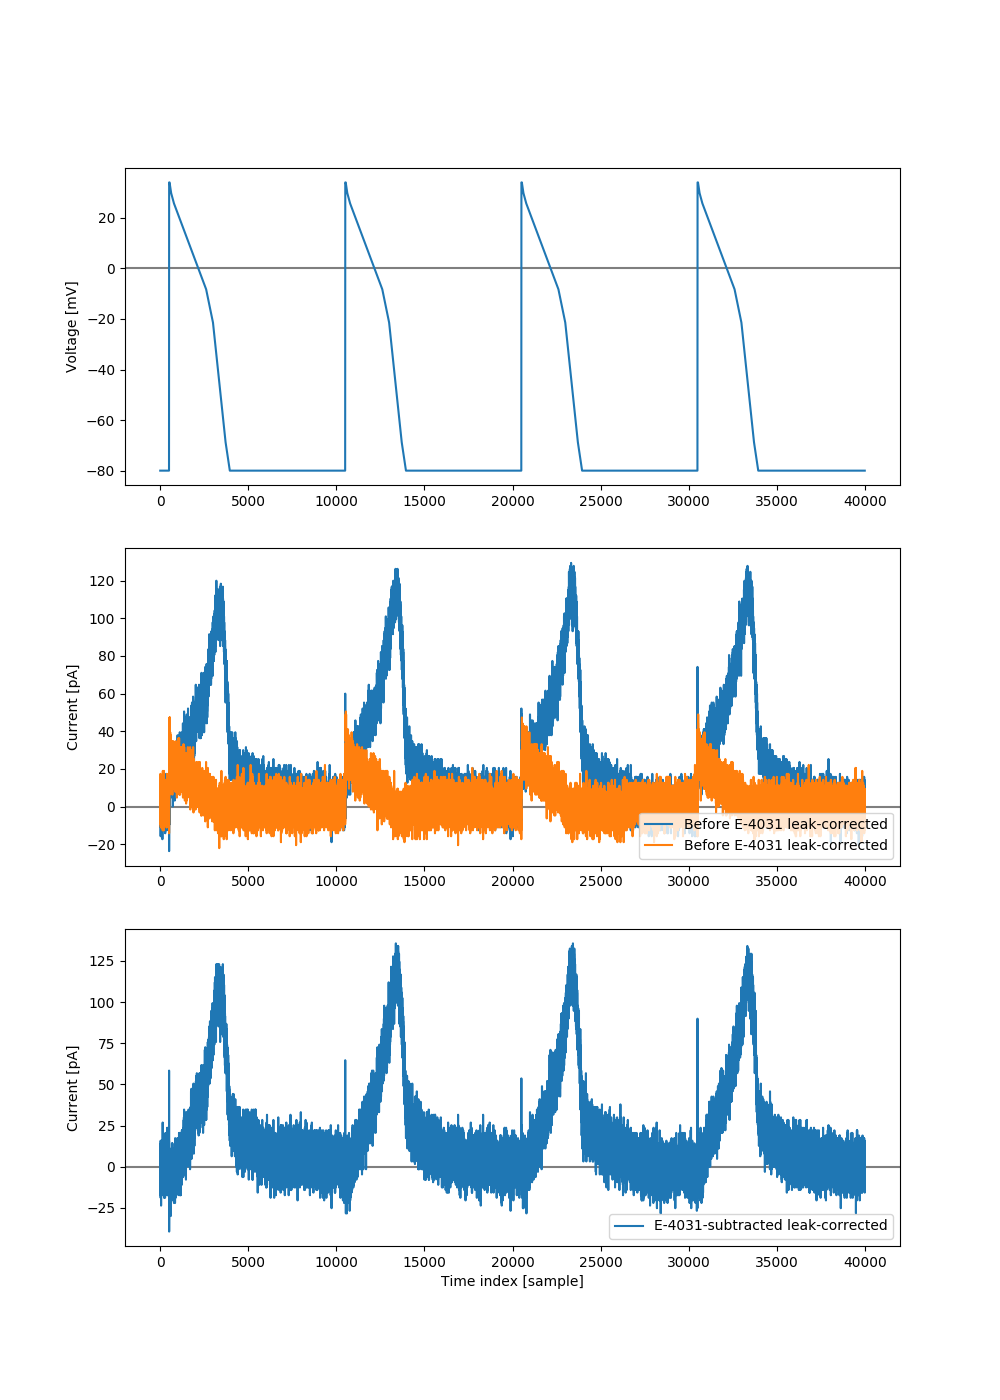 20
0
−20
−40
−60
−80
Voltage [mV]
0 5000 10000 15000 20000 25000 30000 35000 40000
120
100
80
60
40
20
0
−20
Current [pA]
Before E-4031 leak-corrected
Before E-4031 leak-corrected
0 5000 10000 15000 20000 25000 30000 35000 40000
125
100
75
50
25
0
−25
Current [pA]
E-4031-subtracted leak-corrected
0 5000 10000 15000 20000 25000 30000 35000 40000
Time index [sample]